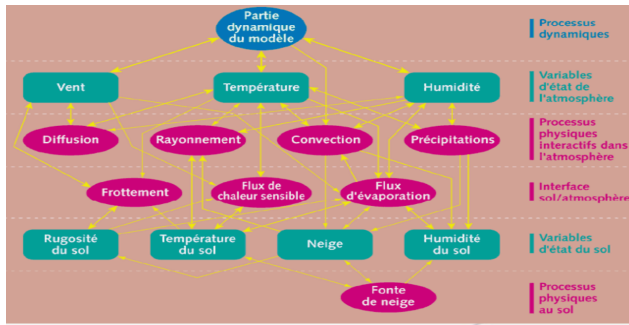 Partie
dynamique
du modèle
Processus
dynamiques
Vent
Température
Humidité
Variables
d'état de
l'atmosphère
Diffusion
Rayonnement
Convection
Précipitations
Processus
physiques
interactifs dans
l'atmosphère
Frottement
Flux de
chaleur sensible
Flux
d'évaporation
Interface
sol/atmosphère
Rugosité
du sol
Température
du sol
Neige
Humidité
du sol
Variables
d'état du sol
Fonte
de neige
Processus
physiques
au sol